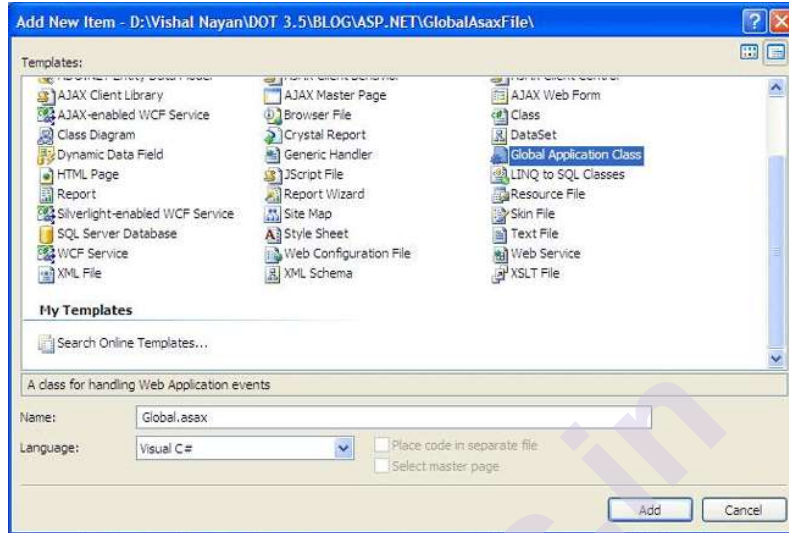 Add New Item - D:\Vishal Nayan\DOT 3.5\BLOG\ASP.NET\GlobalAsaxFile\
Templates:
AJAX Client Library
AJAX Master Page
AJAX Web Form
AJAX-enabled WCF Service
Browser File
Class
Class Diagram
Crystal Report
DataSet
Dynamic Data Field
Generic Handler
Global Application Class
HTML Page
JScript File
LINQ to SQL Classes
Report
Report Wizard
Resource File
Silverlight-enabled WCF Service
Site Map
Skin File
SQL Server Database
Style Sheet
Text File
WCF Service
Web Configuration File
Web Service
XML File
XML Schema
XSLT File
My Templates
Search Online Templates...
A class for handling Web Application events
Name:
Global.asax
Language:
Visual C#
Place code in separate file
Select master page
Add
Cancel